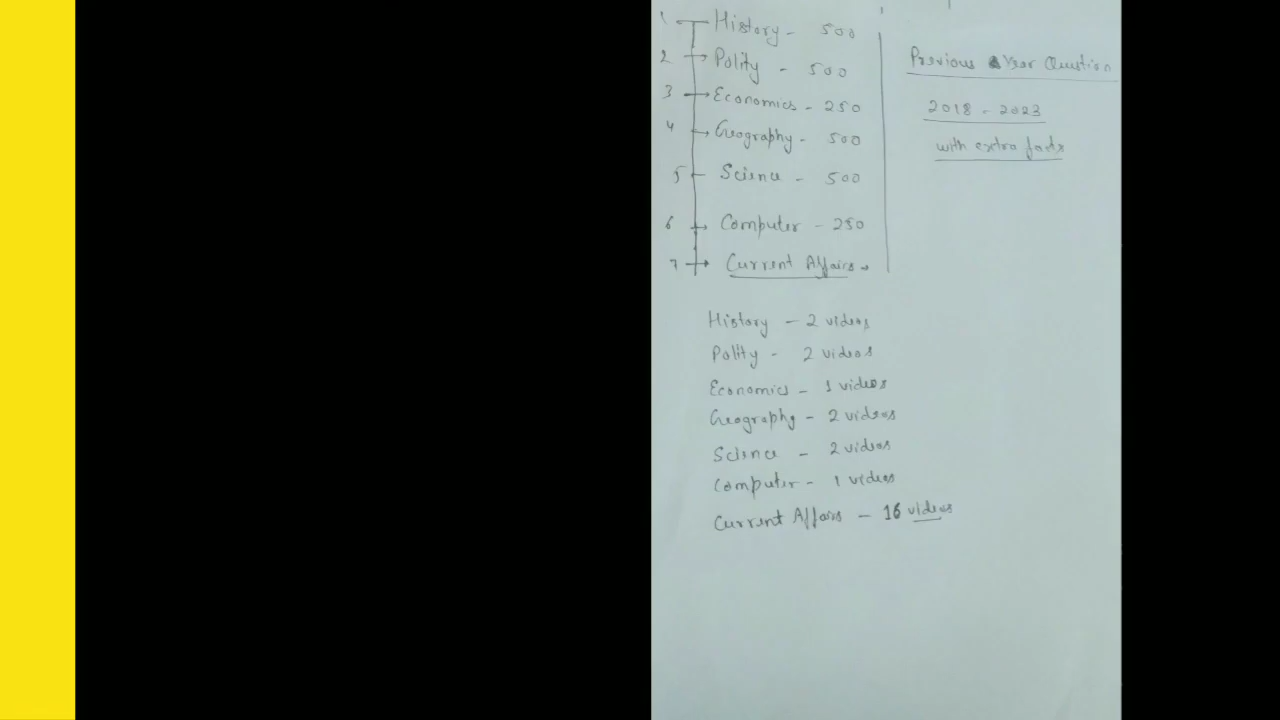 1 History - 500
2 Polity - 500
3 Economics - 250
4 Geography - 500
5 Science - 500
6 Computer - 250
7 Current Affairs
Previous Year Question
2018 - 2023
with extra facts
History - 2 videos
Polity - 2 videos
Economics - 1 videos
Geography - 2 videos
Science - 2 videos
Computer - 1 videos
Current Affairs - 16 videos